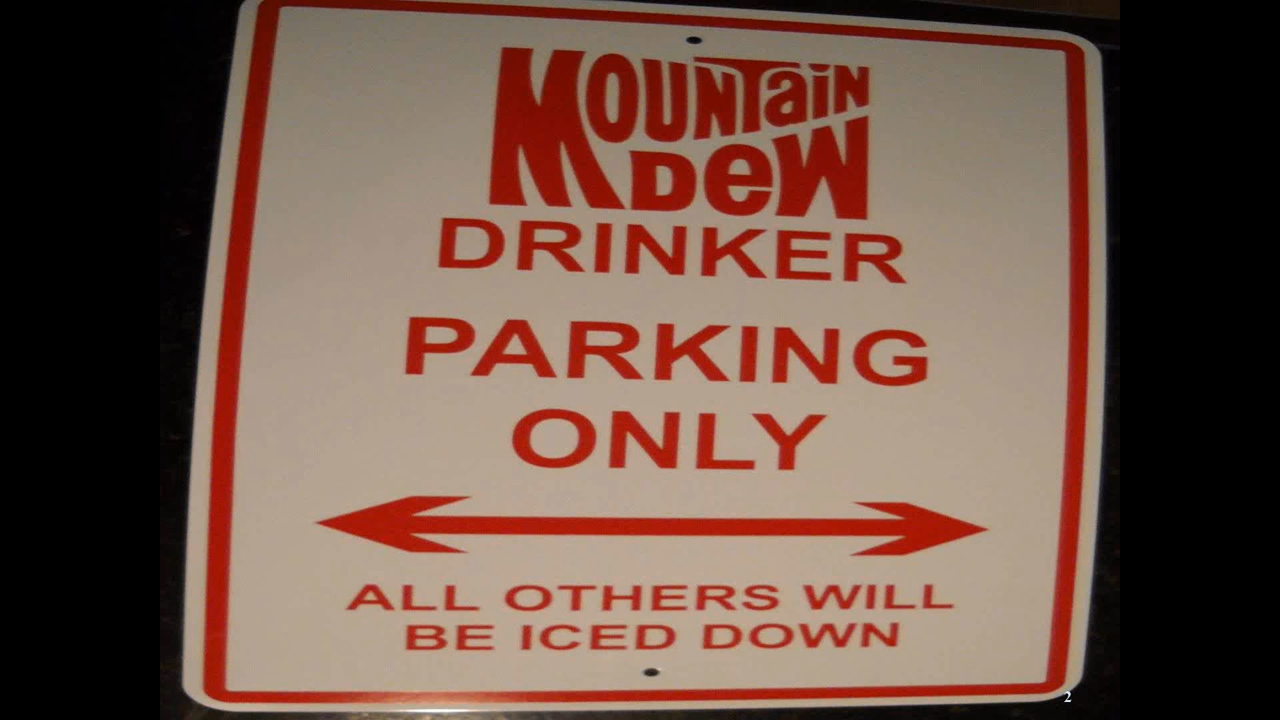 MOUNTAIN
DEW
DRINKER
PARKING
ONLY
ALL OTHERS WILL
BE ICED DOWN
2